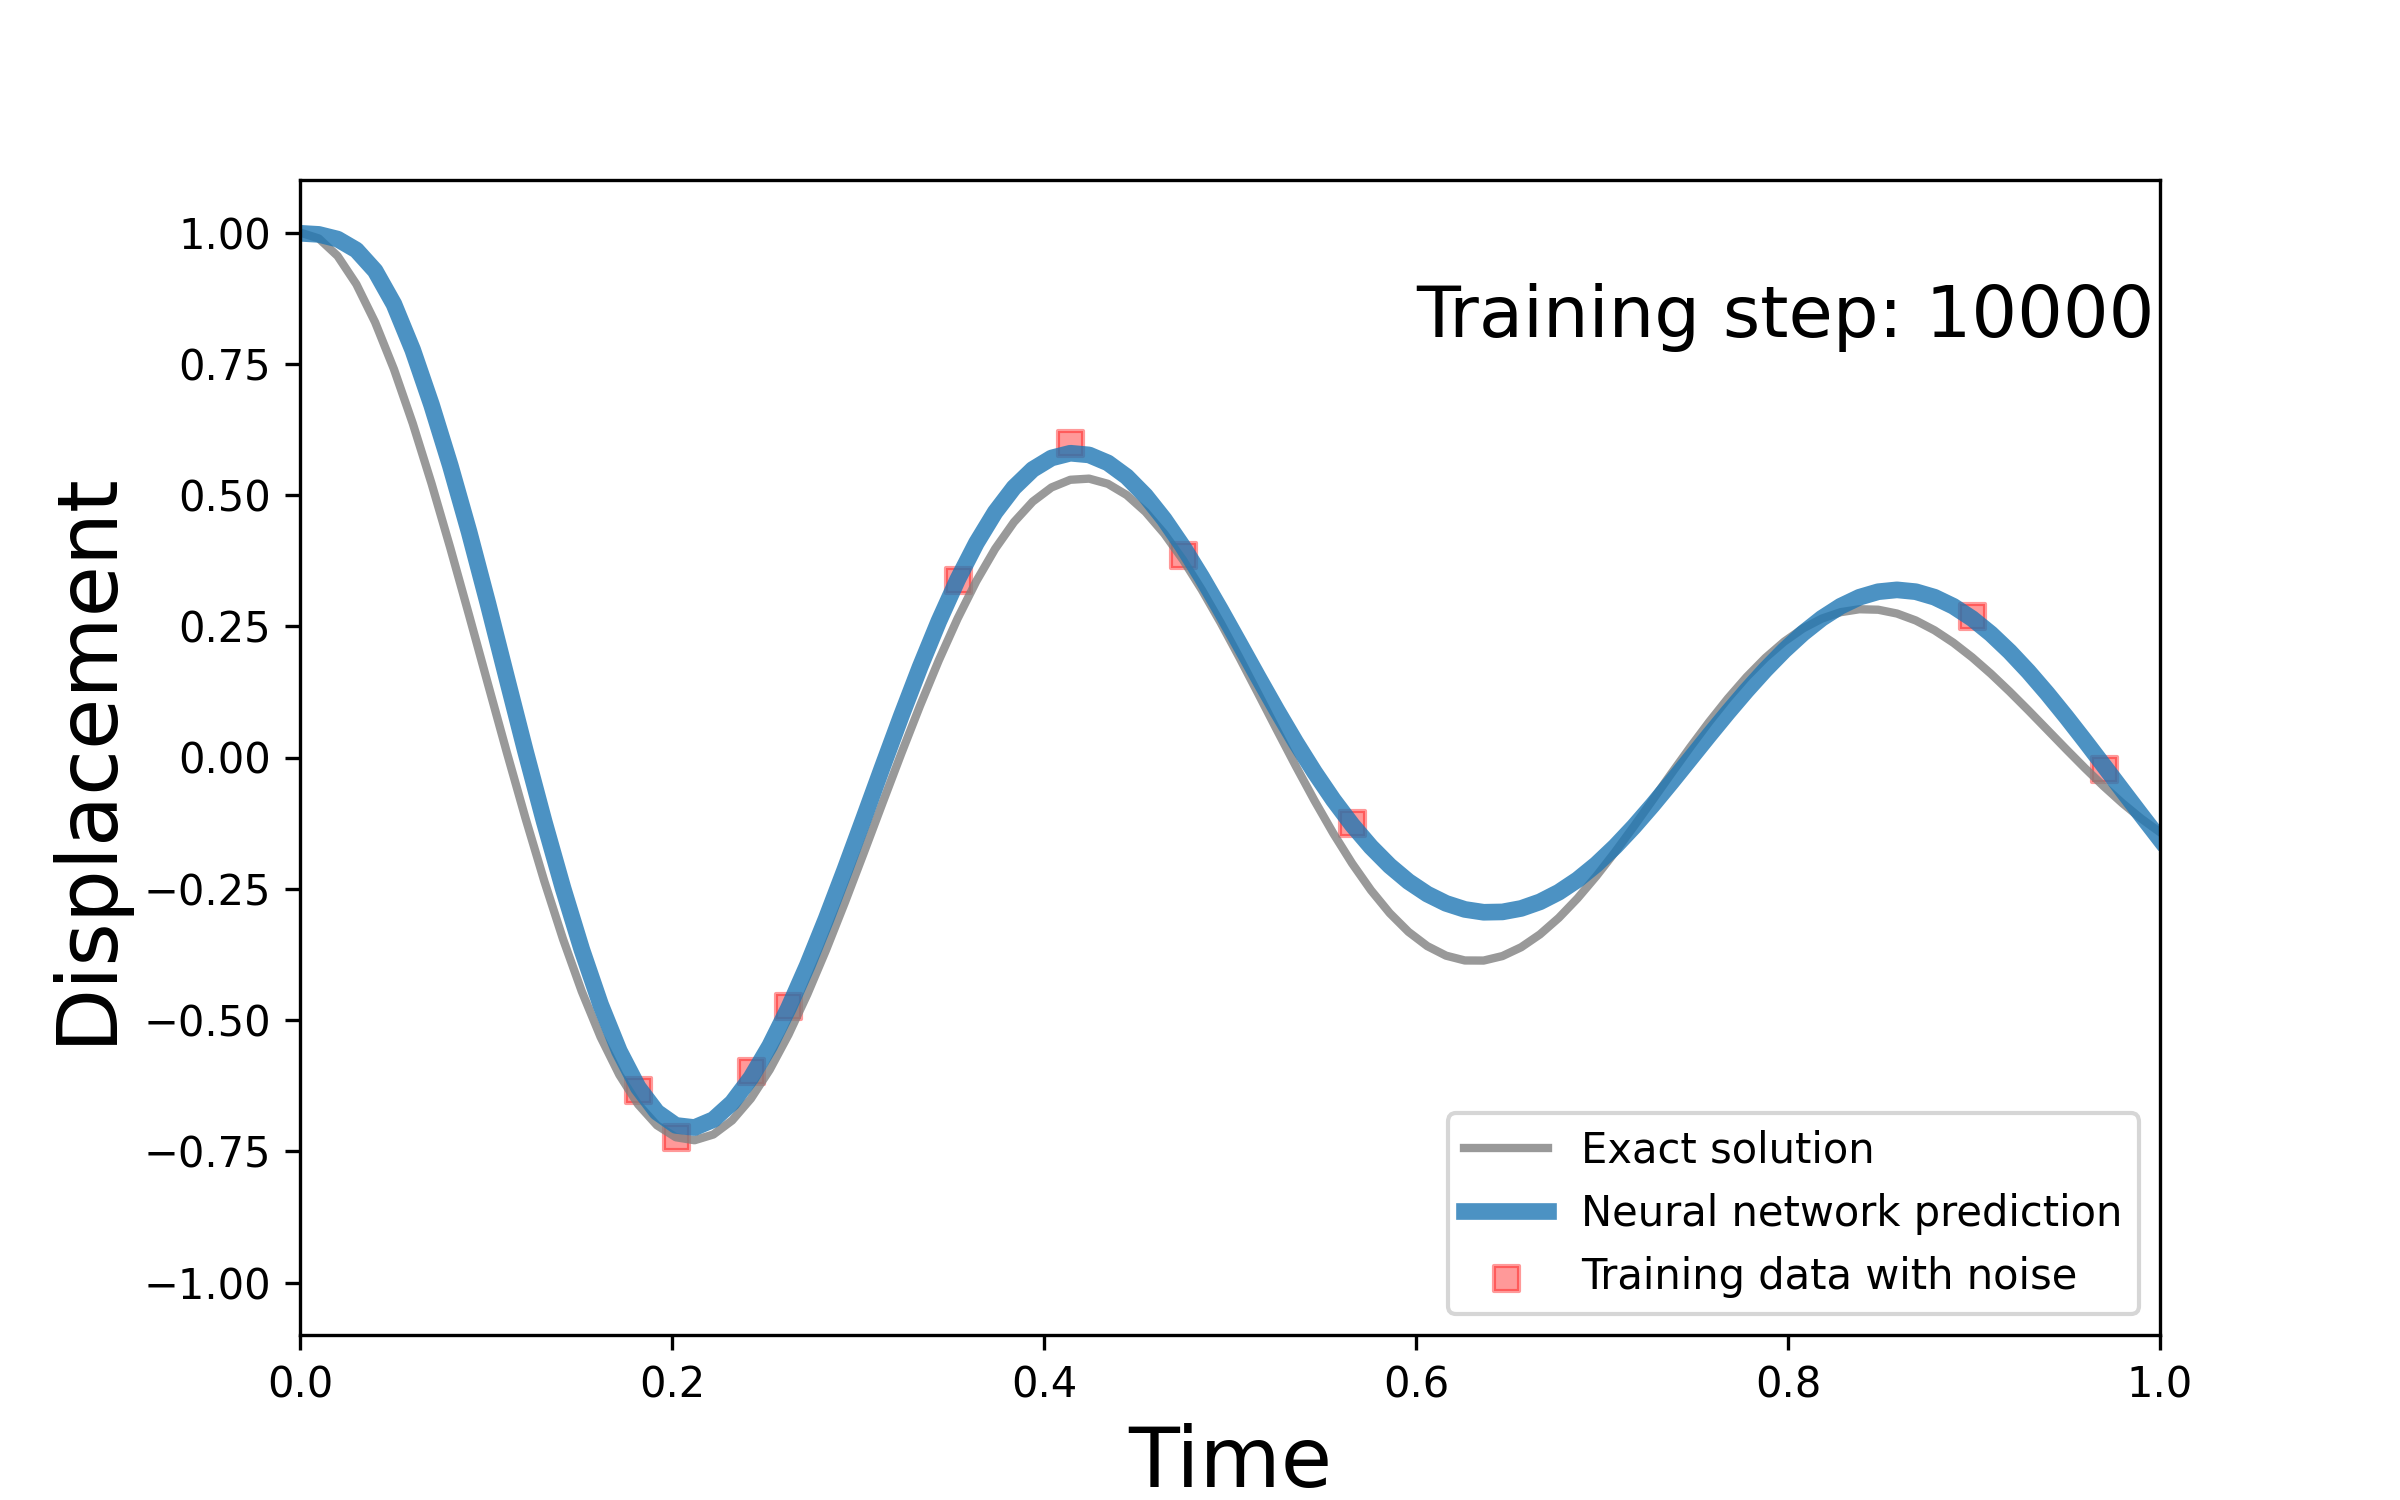 Training step: 10000
Displacement
1.00
0.75
0.50
0.25
0.00
−0.25
−0.50
−0.75
−1.00
Exact solution
Neural network prediction
Training data with noise
0.0 0.2 0.4 0.6 0.8 1.0
Time